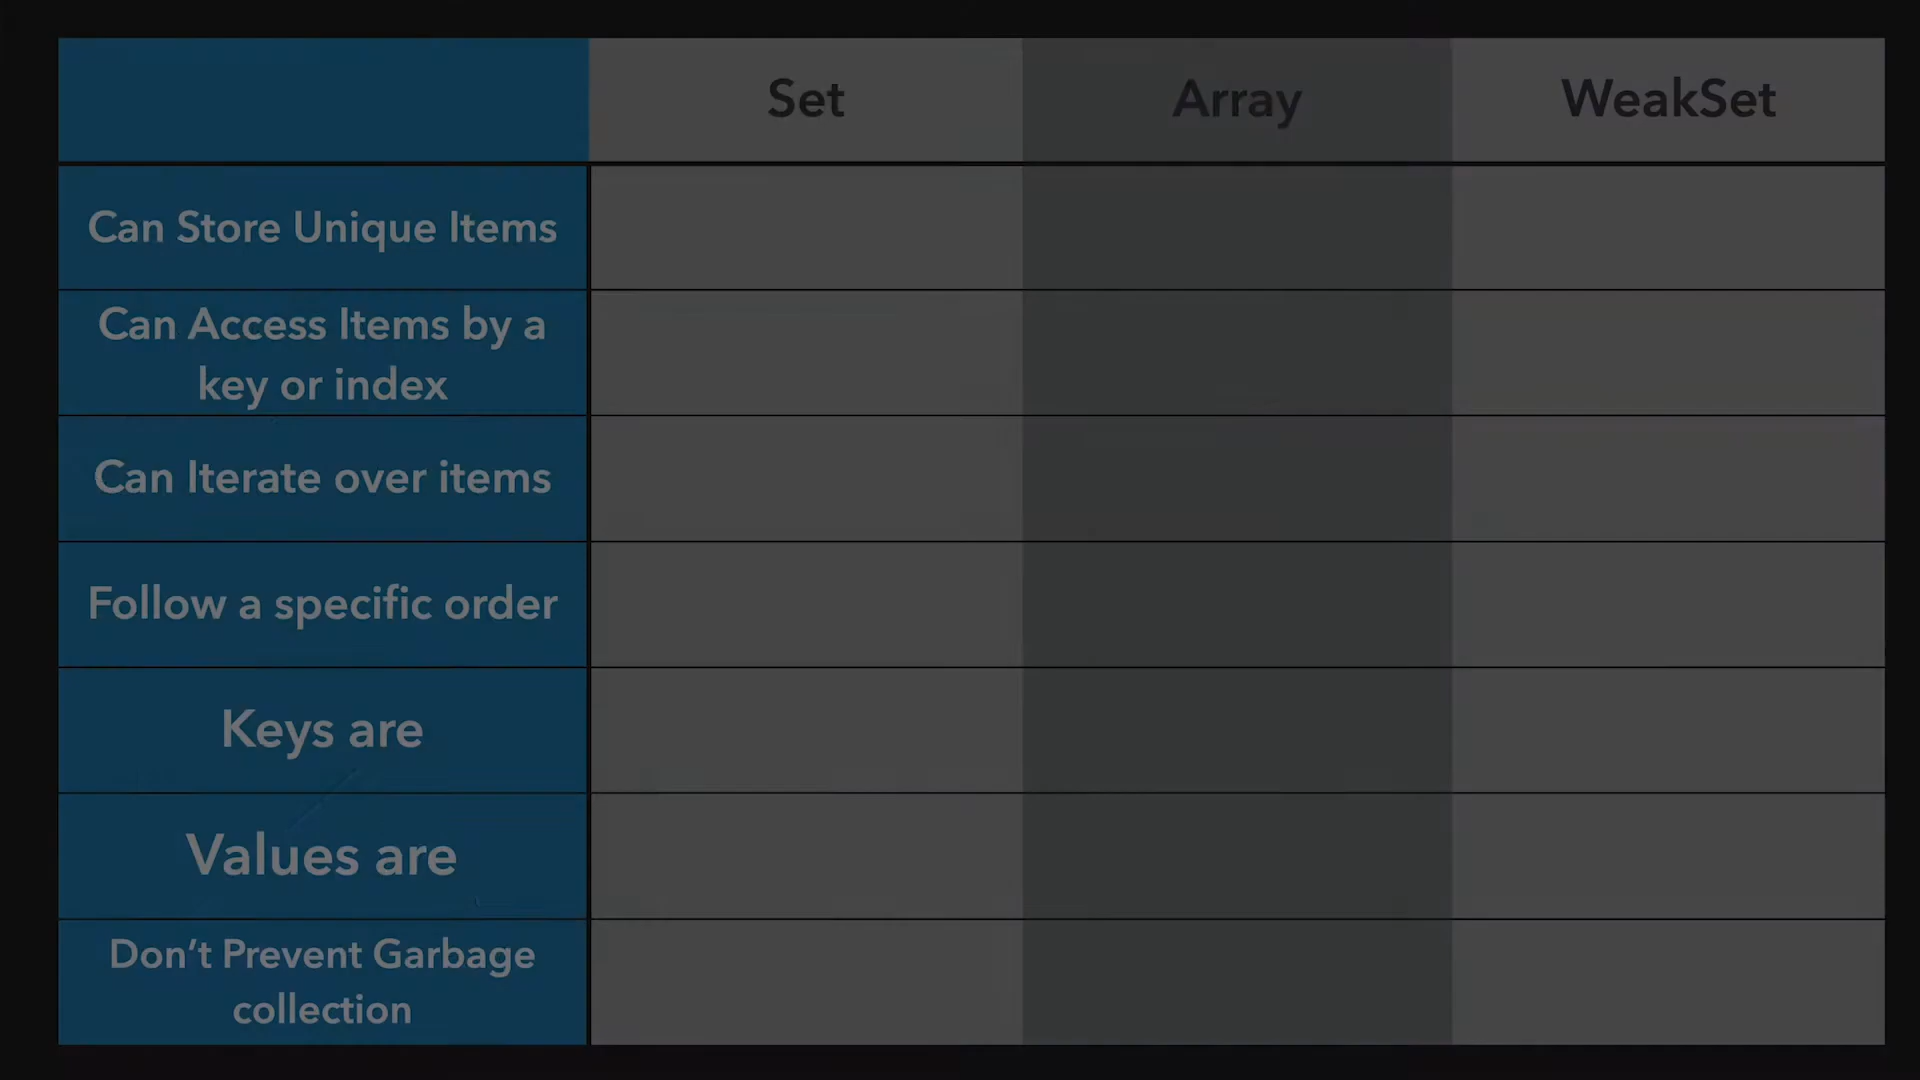 Set
Array
WeakSet
Can Store Unique Items
Can Access Items by a
key or index
Can Iterate over items
Follow a specific order
Keys are
Values are
Don’t Prevent Garbage
collection